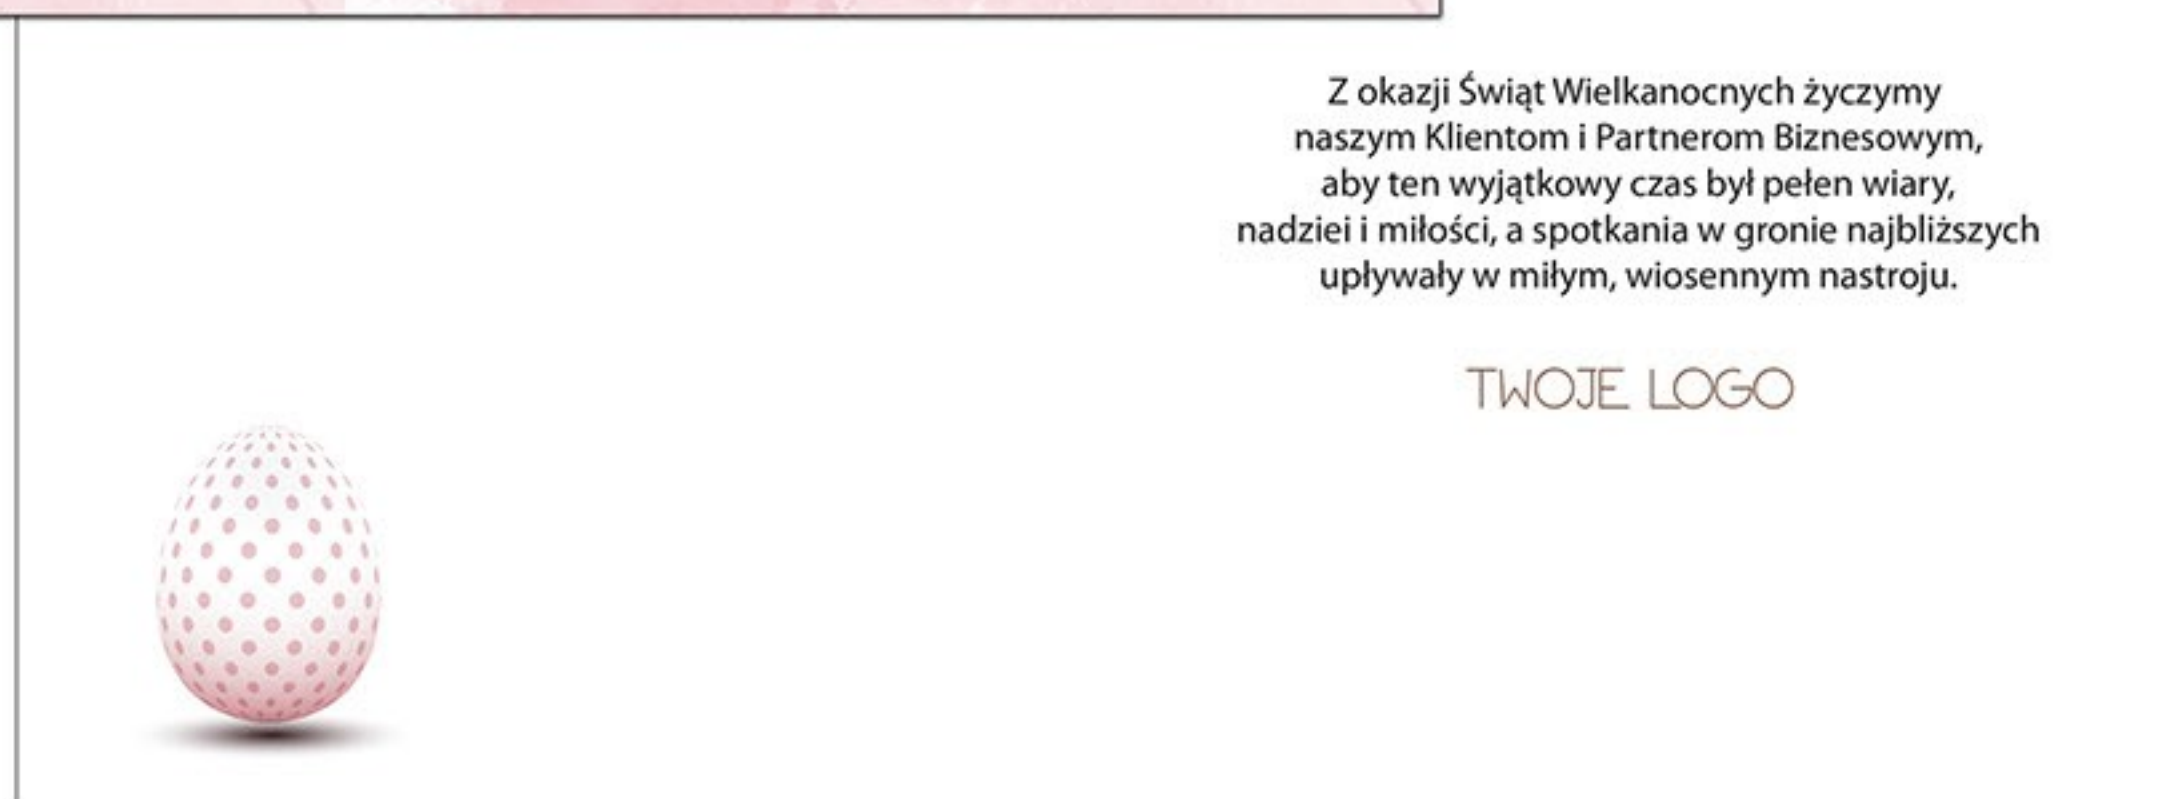 Z okazji Świąt Wielkanocnych życzymy
naszym Klientom i Partnerom Biznesowym,
aby ten wyjątkowy czas był pełen wiary,
nadziei i miłości, a spotkania w gronie najbliższych
upływały w miłym, wiosennym nastroju.
TWOJE LOGO